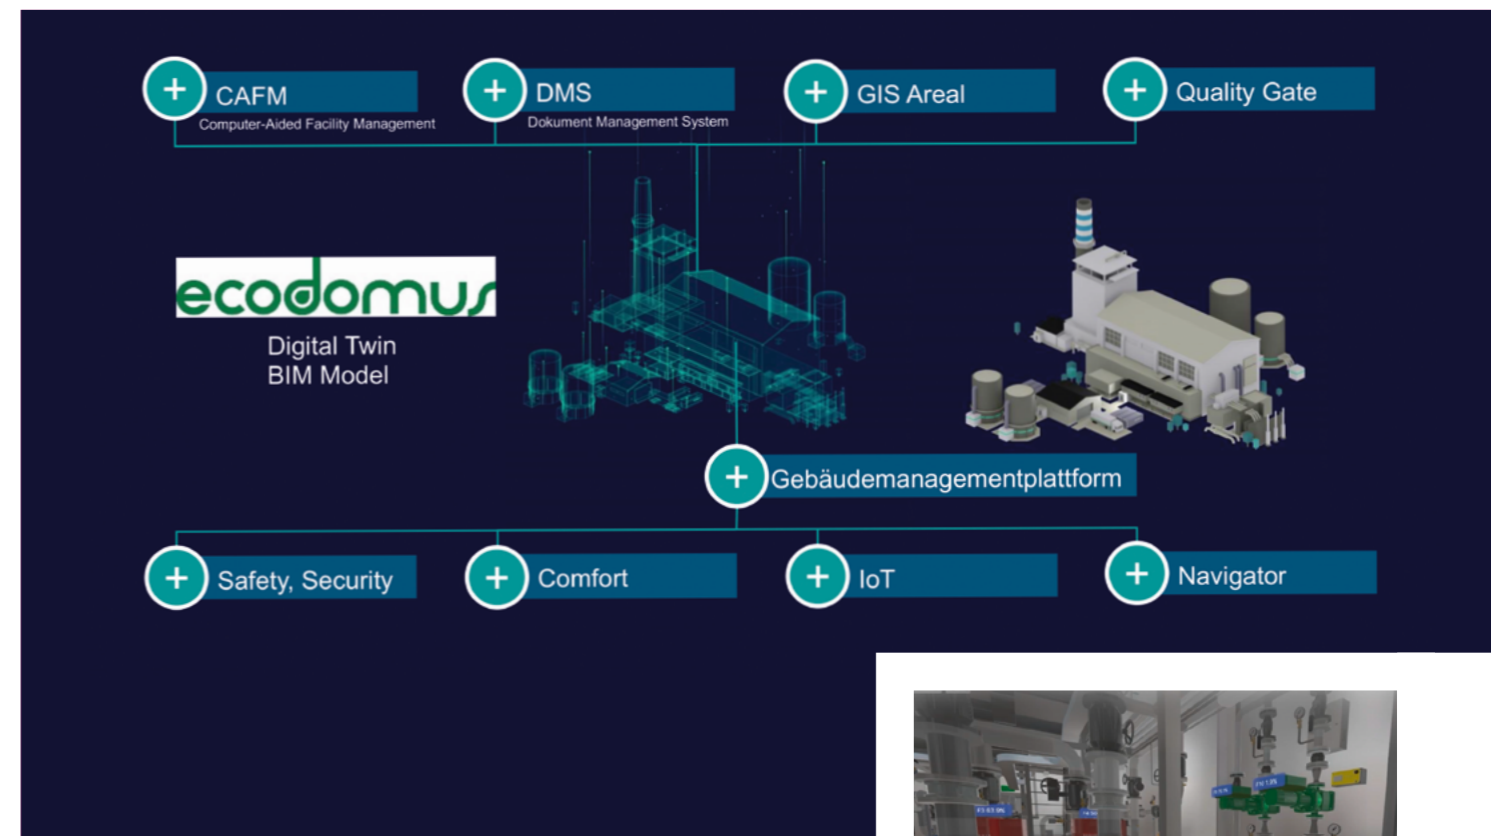 CAFM
Computer-Aided Facility Management
DMS
Dokument Management System
GIS Areal
Quality Gate
ecodomus
Digital Twin
BIM Model
Gebäudemanagementplattform
Safety, Security
Comfort
IoT
Navigator